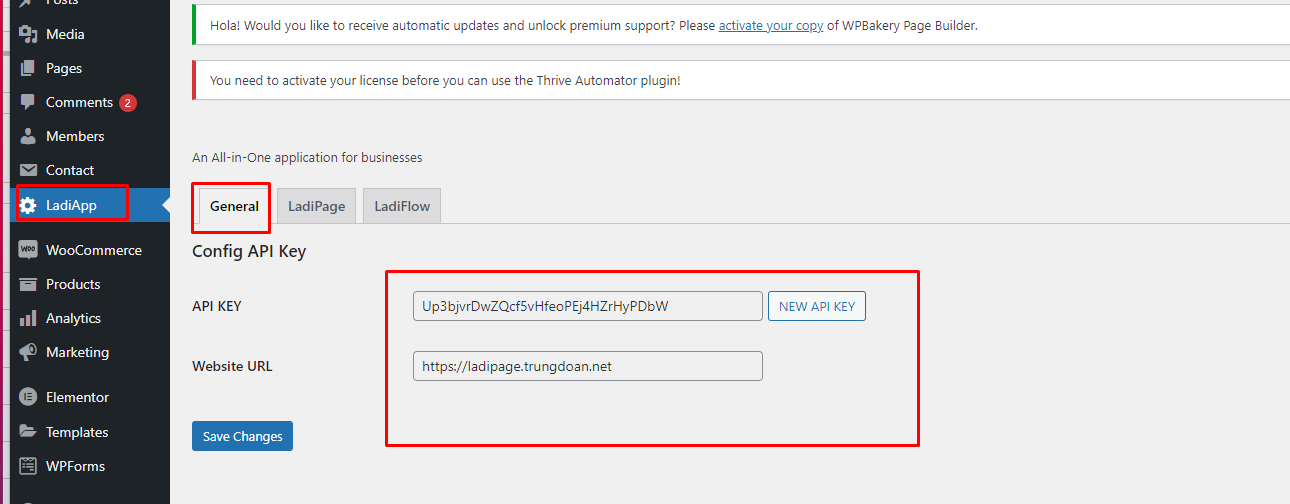 Posts
Media
Pages
Comments 2
Members
Contact
LadiApp
WOO WooCommerce
Products
Analytics
Marketing
Elementor
Templates
WPForms
Hola! Would you like to receive automatic updates and unlock premium support? Please activate your copy of WPBakery Page Builder.
You need to activate your license before you can use the Thrive Automator plugin!
An All-in-One application for businesses
General LadiPage LadiFlow
Config API Key
API KEY Up3bjvrDwZQcf5vHfeoPEj4HZrHyPDbW NEW API KEY
Website URL https://ladipage.trungdoan.net
Save Changes